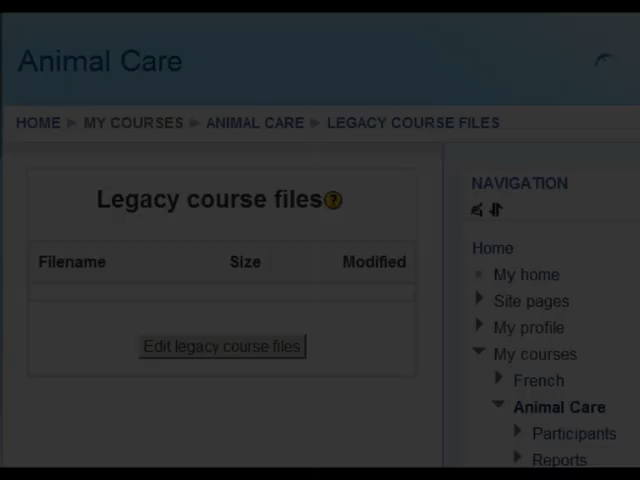 Animal Care
HOME ► MY COURSES ► ANIMAL CARE ► LEGACY COURSE FILES
Legacy course files?
Filename Size Modified
Edit legacy course files
NAVIGATION
Home
My home
Site pages
My profile
My courses
French
Animal Care
Participants
Reports